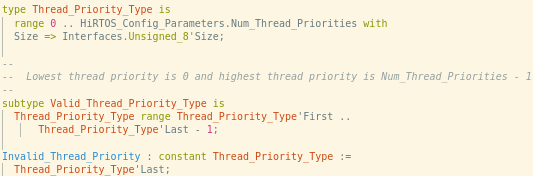 type Thread_Priority_Type is
range 0 .. HiRTOS_Config_Parameters.Num_Thread_Priorities with
Size => Interfaces.Unsigned_8'Size;
--
-- Lowest thread priority is 0 and highest thread priority is Num_Thread_Priorities - 1
--
subtype Valid_Thread_Priority_Type is
Thread_Priority_Type range Thread_Priority_Type'First ..
Thread_Priority_Type'Last - 1;
Invalid_Thread_Priority : constant Thread_Priority_Type :=
Thread_Priority_Type'Last;